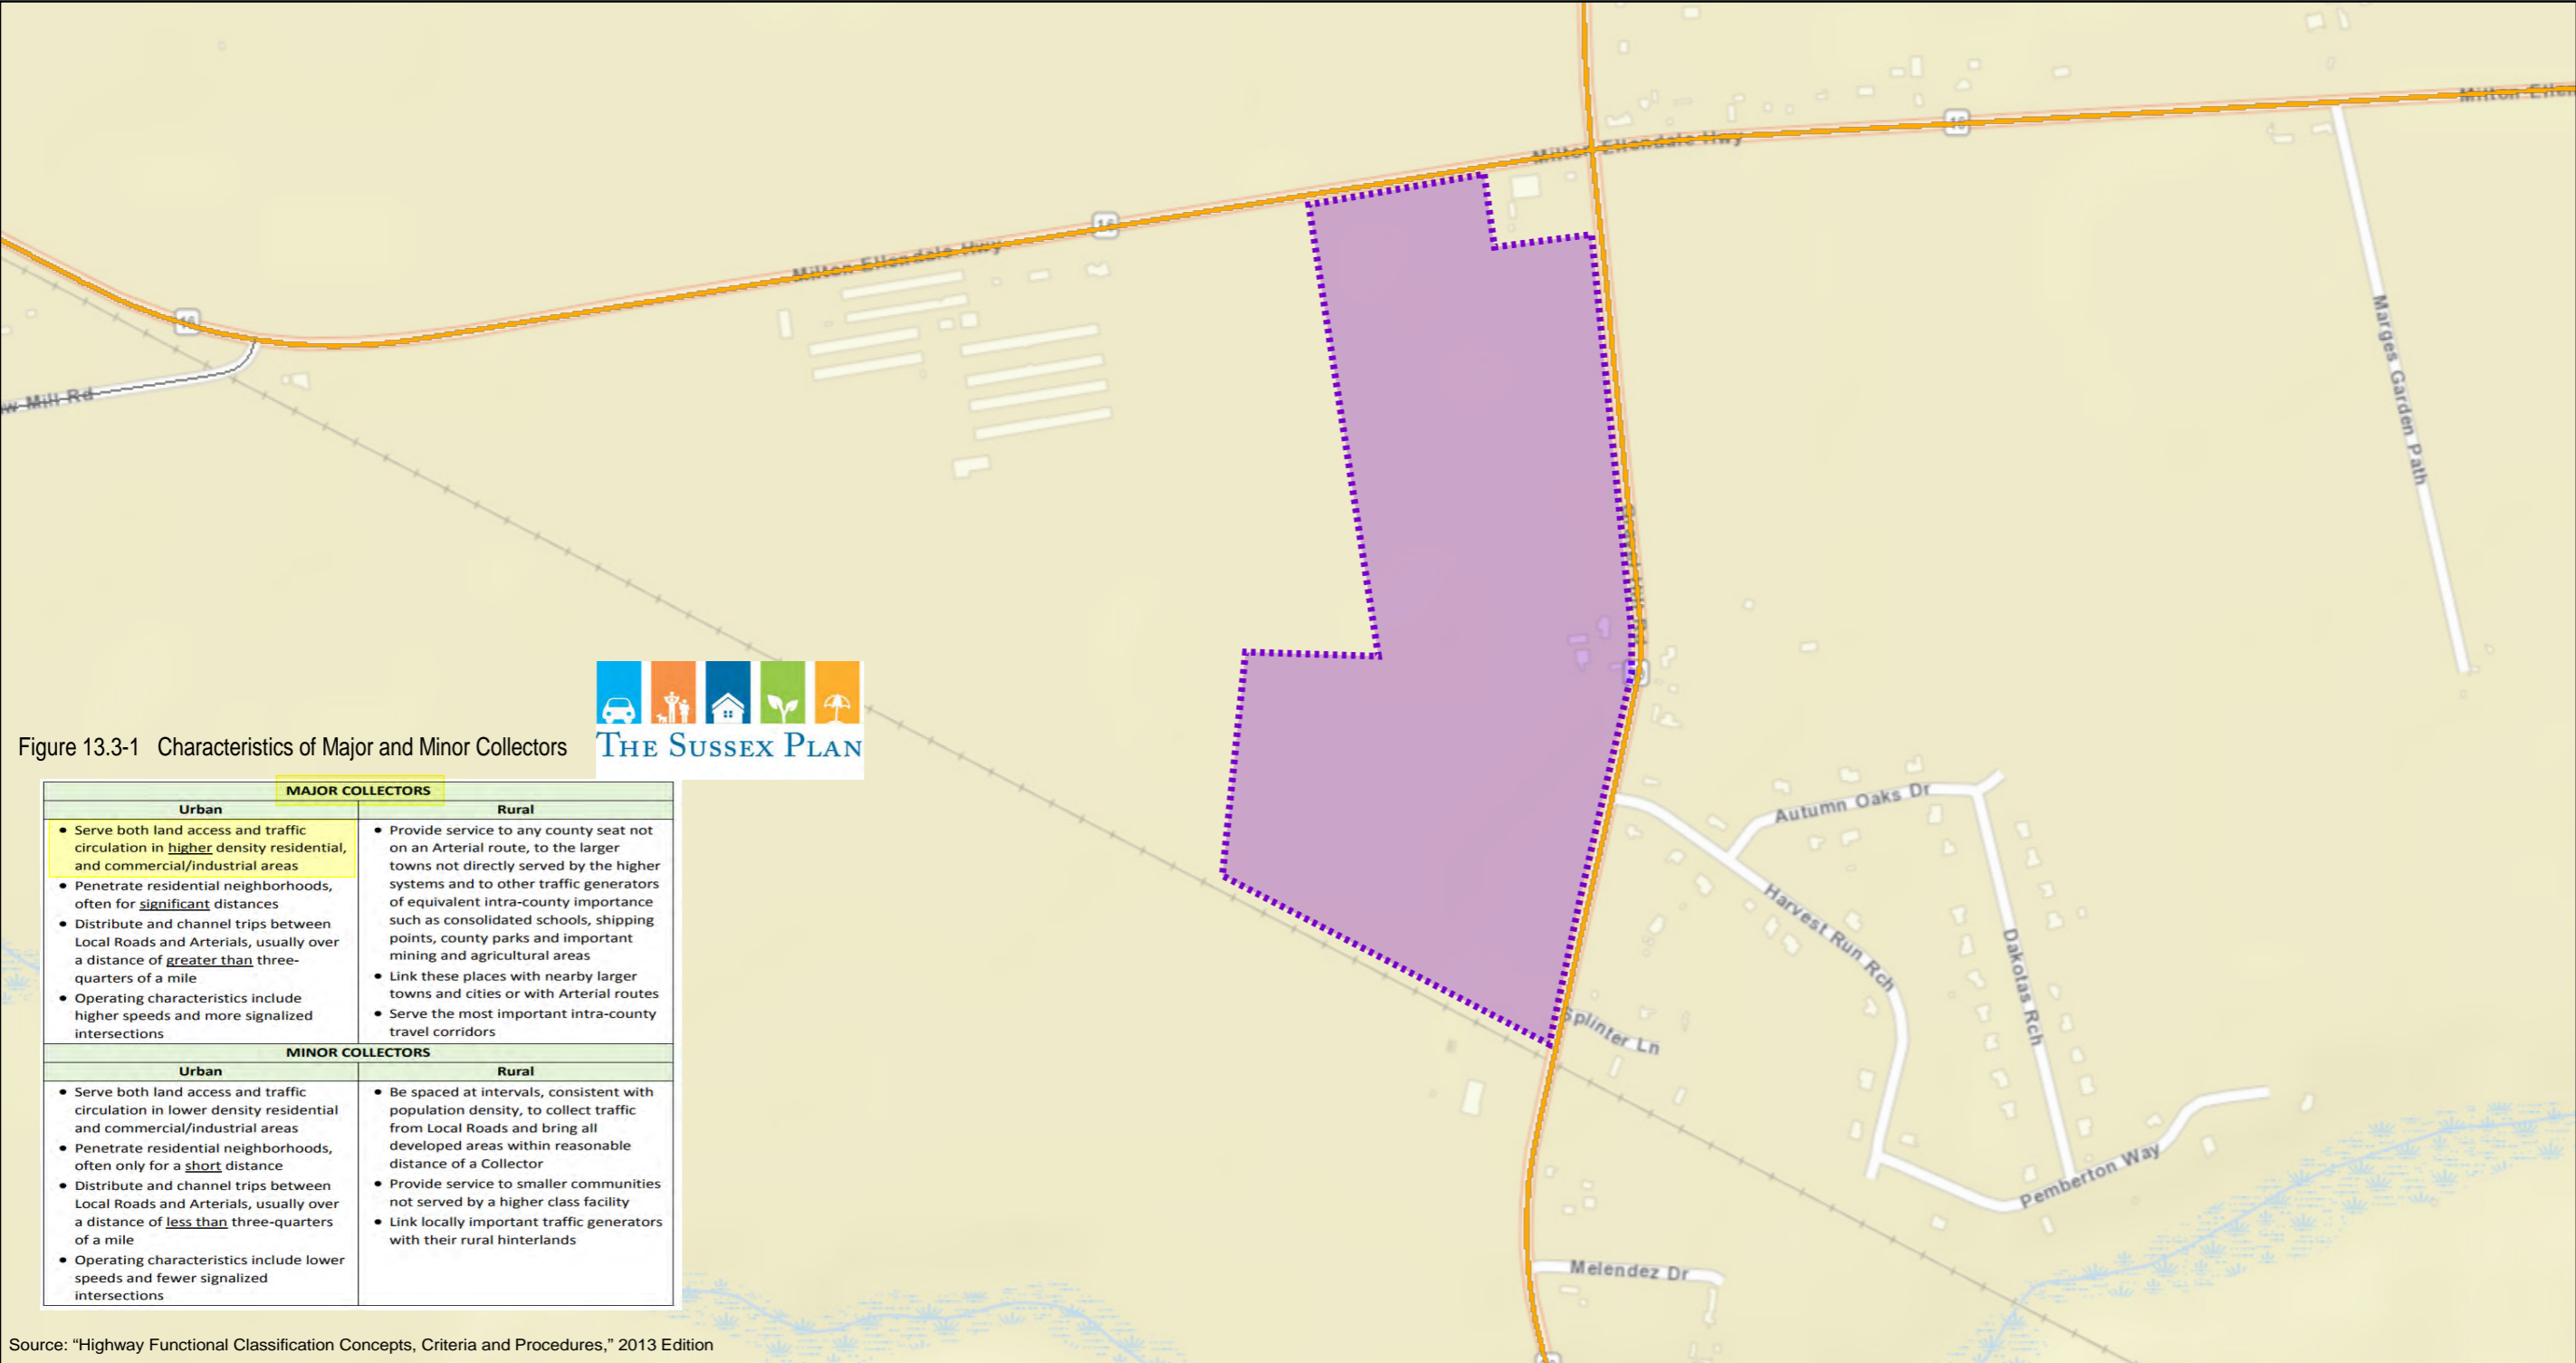 Milton Ellendale Hwy
16
Milton Ellendale Hwy
16
Milton Ellendale Hwy
16
Mill Rd
Marges Garden Path
Autumn Oaks Dr
Harvest Run Rch
Dakotas Rch
Splinter Ln
Pemberton Way
Melendez Dr
THE SUSSEX PLAN
Figure 13.3-1 Characteristics of Major and Minor Collectors
MAJOR COLLECTORS
Urban
• Serve both land access and traffic
circulation in higher density residential,
and commercial/industrial areas
• Penetrate residential neighborhoods,
often for significant distances
• Distribute and channel trips between
Local Roads and Arterials, usually over
a distance of greater than three-
quarters of a mile
• Operating characteristics include
higher speeds and more signalized
intersections
Rural
• Provide service to any county seat not
on an Arterial route, to the larger
towns not directly served by the higher
systems and to other traffic generators
of equivalent intra-county importance
such as consolidated schools, shipping
points, county parks and important
mining and agricultural areas
• Link these places with nearby larger
towns and cities or with Arterial routes
• Serve the most important intra-county
travel corridors
MINOR COLLECTORS
Urban
• Serve both land access and traffic
circulation in lower density residential
and commercial/industrial areas
• Penetrate residential neighborhoods,
often only for a short distance
• Distribute and channel trips between
Local Roads and Arterials, usually over
a distance of less than three-quarters
of a mile
• Operating characteristics include lower
speeds and fewer signalized
intersections
Rural
• Be spaced at intervals, consistent with
population density, to collect traffic
from Local Roads and bring all
developed areas within reasonable
distance of a Collector
• Provide service to smaller communities
not served by a higher class facility
• Link locally important traffic generators
with their rural hinterlands
Source: “Highway Functional Classification Concepts, Criteria and Procedures,” 2013 Edition